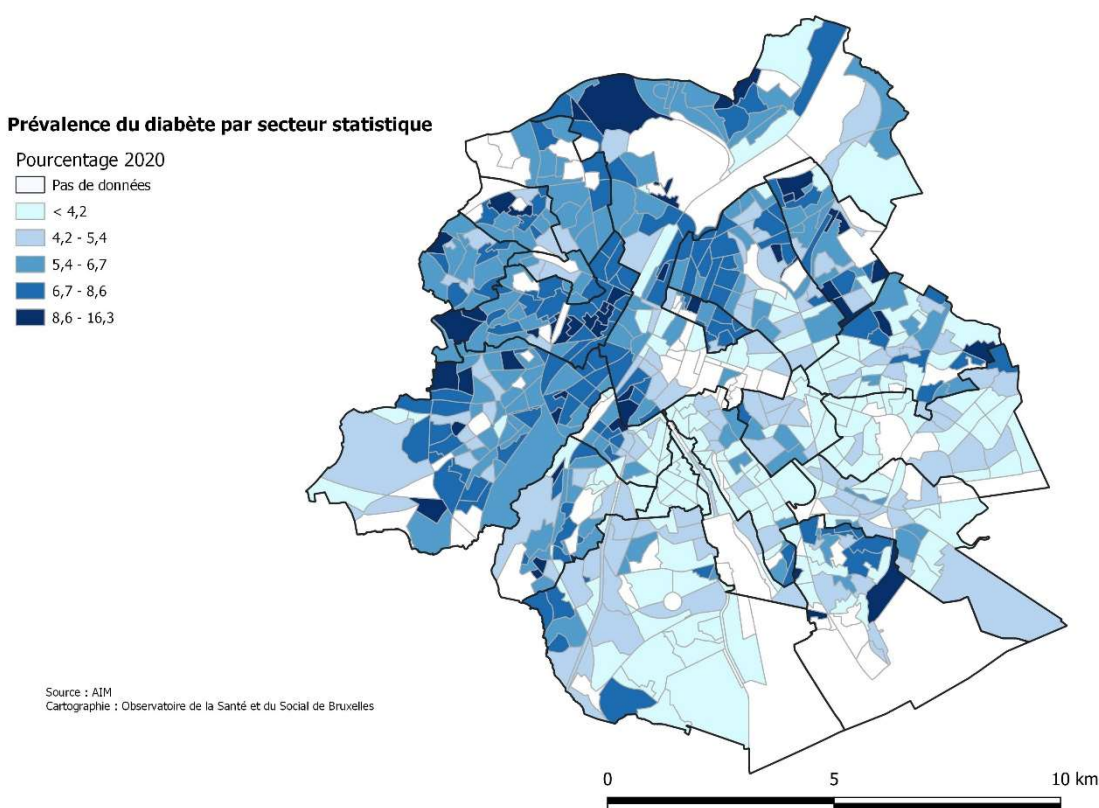 Prévalence du diabète par secteur statistique
Pourcentage 2020
Pas de données
< 4,2
4,2 - 5,4
5,4 - 6,7
6,7 - 8,6
8,6 - 16,3
Source : AIM
Cartographie : Observatoire de la Santé et du Social de Bruxelles
0 5 10 km